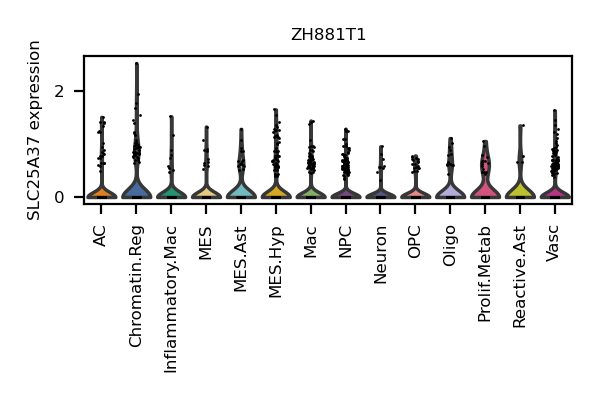 ZH881T1
SLC25A37 expression
2
0
AC
Chromatin.Reg
Inflammatory.Mac
MES
MES.Ast
MES.Hyp
Mac
NPC
Neuron
OPC
Oligo
Prolif.Metab
Reactive.Ast
Vasc